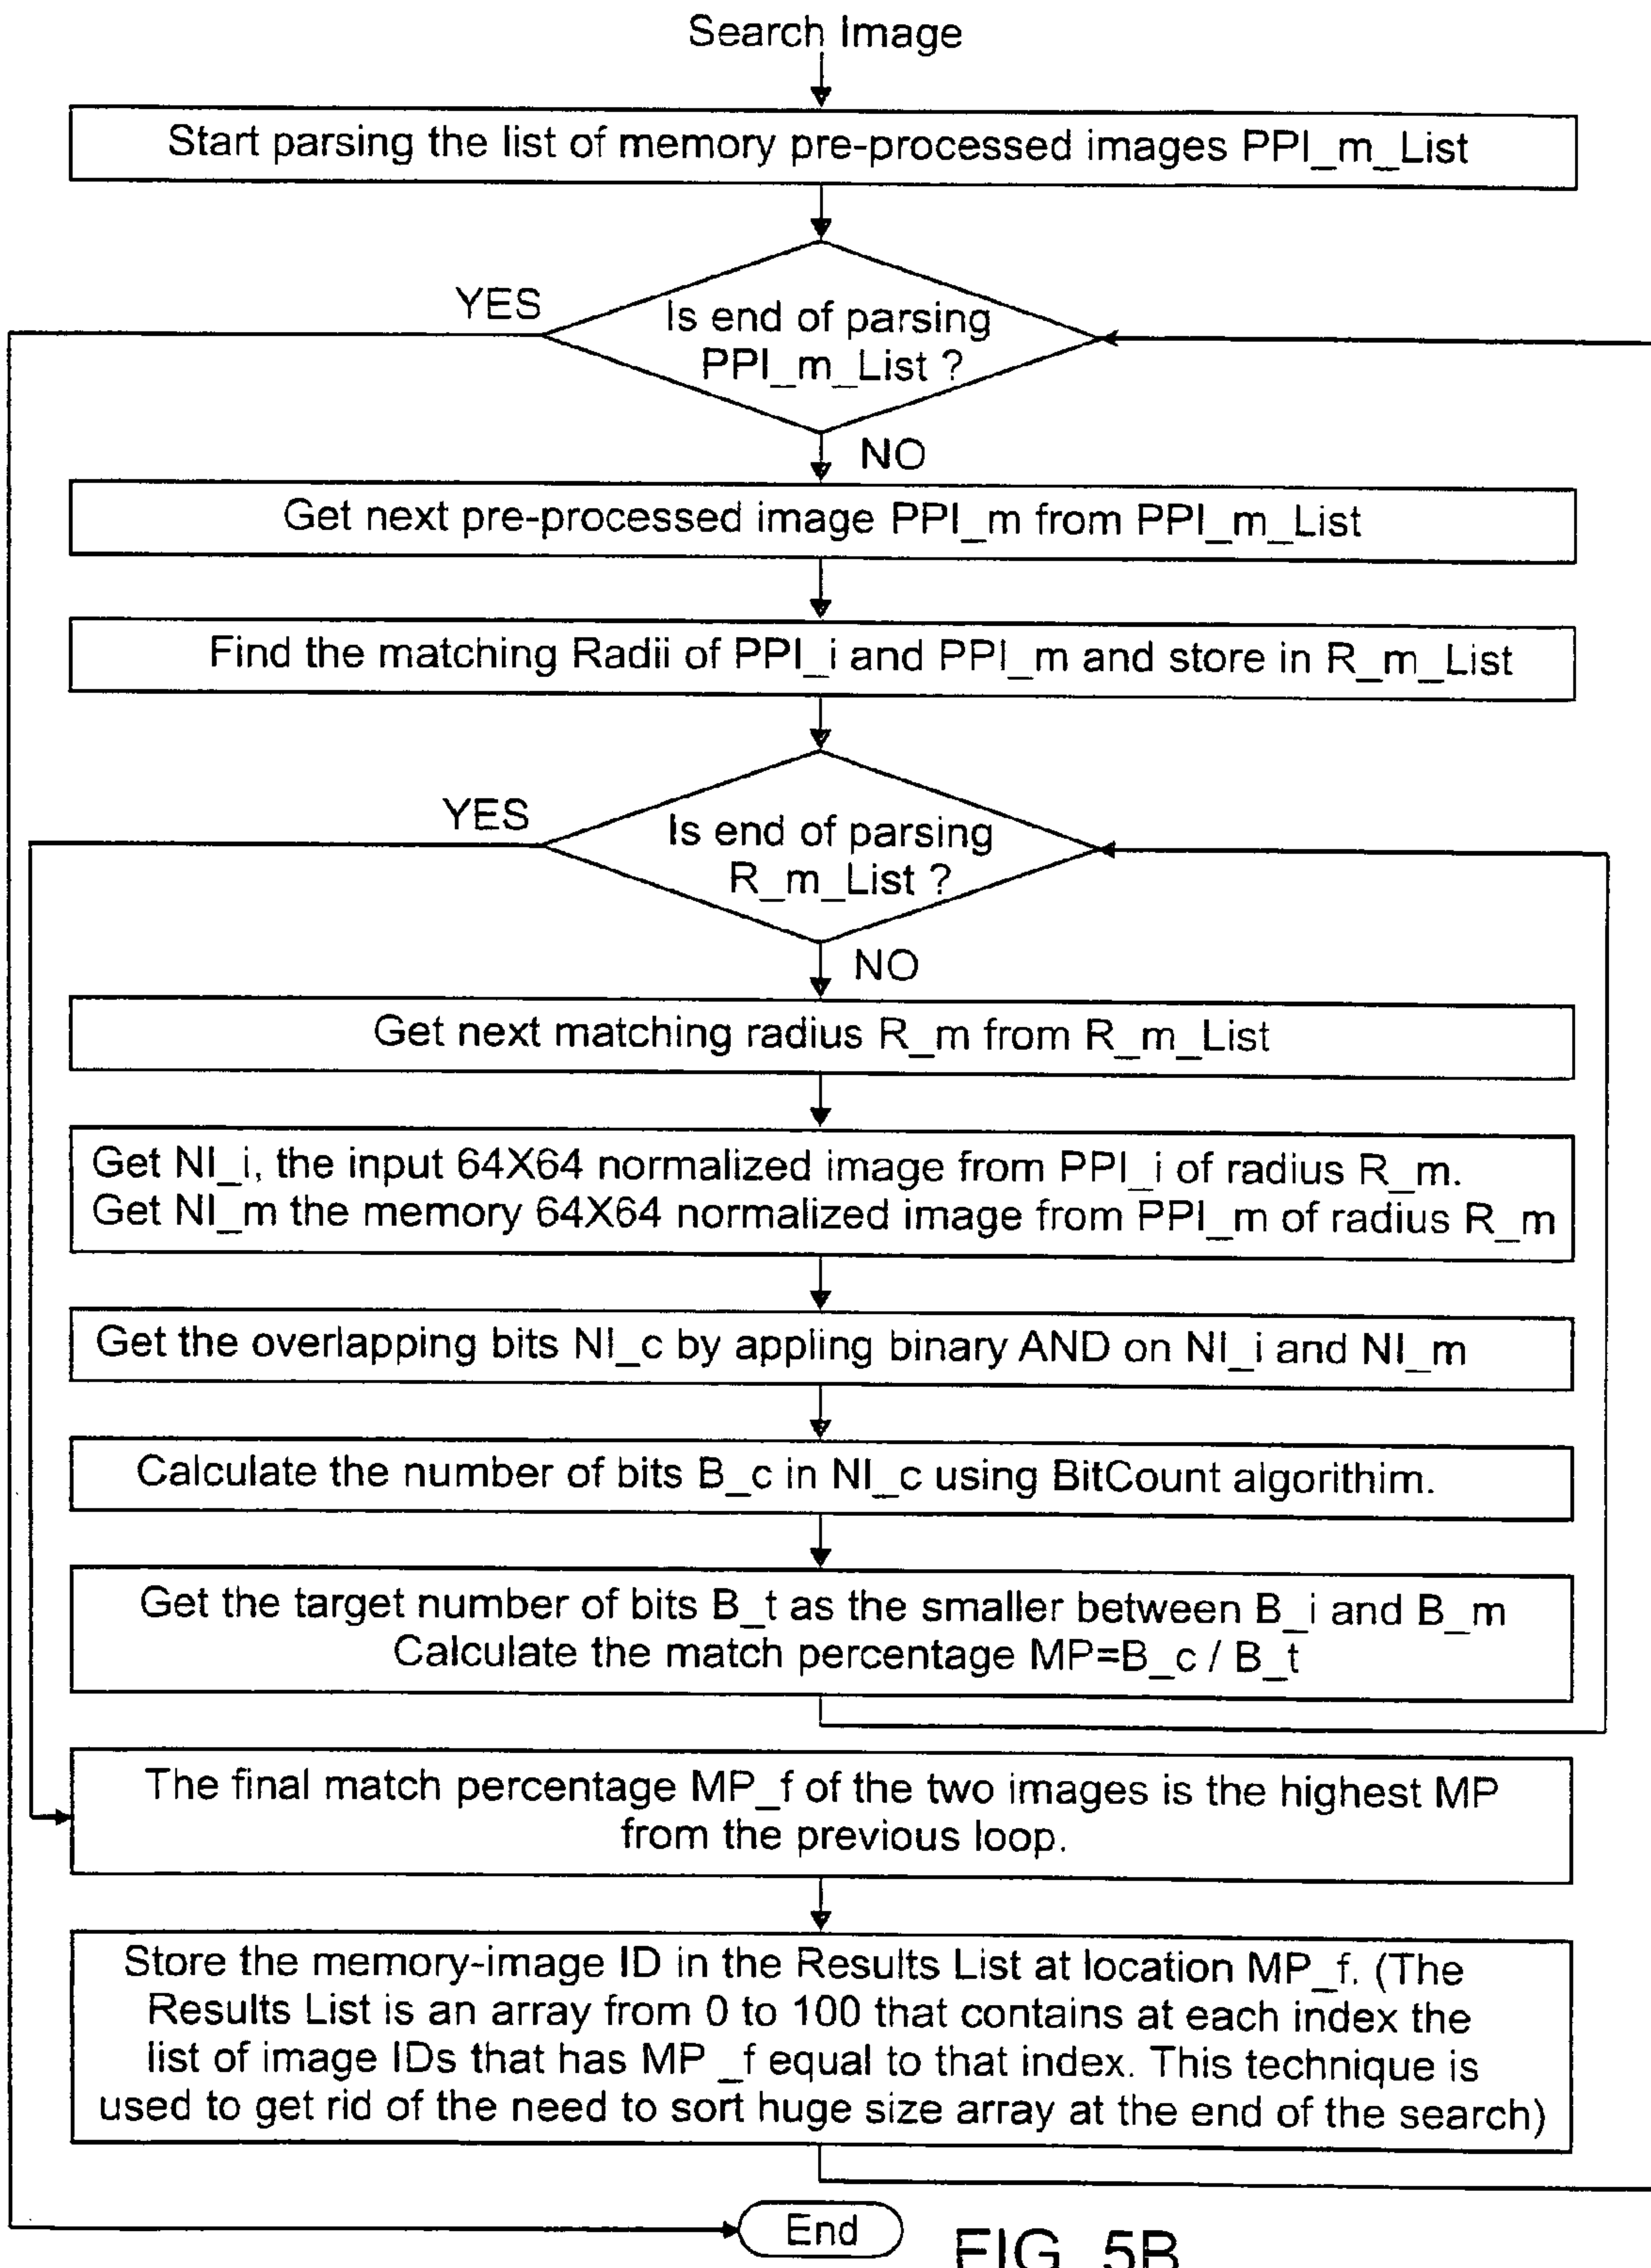 Search Image
Start parsing the list of memory pre-processed images PPI_m_List
YES
Is end of parsing
PPI_m_List ?
NO
Get next pre-processed image PPI_m from PPI_m_List
Find the matching Radii of PPI_i and PPI_m and store in R_m_List
YES
Is end of parsing
R_m_List ?
NO
Get next matching radius R_m from R_m_List
Get NI_i, the input 64X64 normalized image from PPI_i of radius R_m.
Get NI_m the memory 64X64 normalized image from PPI_m of radius R_m
Get the overlapping bits NI_c by appling binary AND on NI_i and NI_m
Calculate the number of bits B_c in NI_c using BitCount algorithim.
Get the target number of bits B_t as the smaller between B_i and B_m
Calculate the match percentage MP=B_c / B_t
The final match percentage MP_f of the two images is the highest MP
from the previous loop.
Store the memory-image ID in the Results List at location MP_f. (The
Results List is an array from 0 to 100 that contains at each index the
list of image IDs that has MP _f equal to that index. This technique is
used to get rid of the need to sort huge size array at the end of the search)
End
FIG. 5B